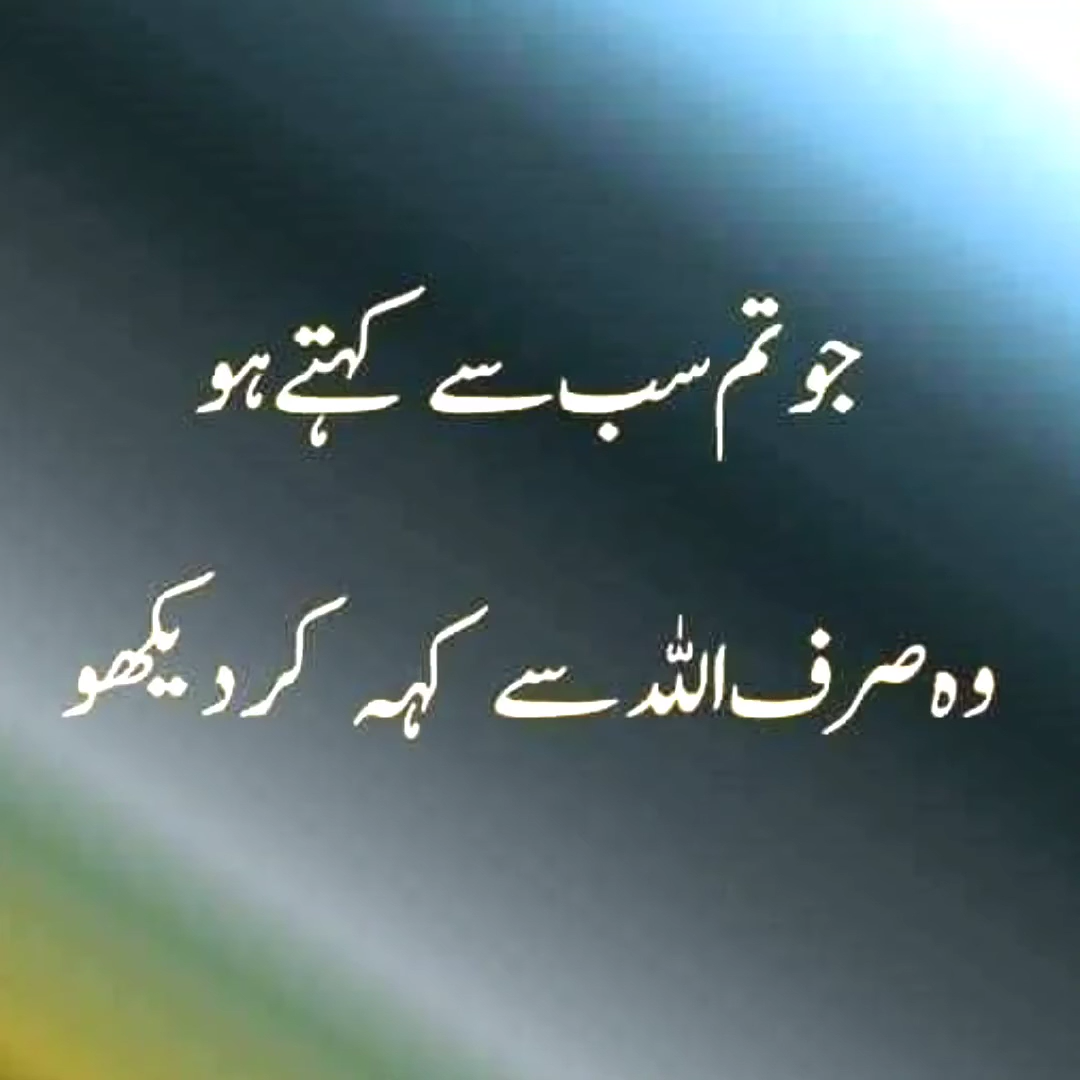 جو تم سب سے کہتے ہو
وہ صرف اللہ سے کہہ کر دیکھو